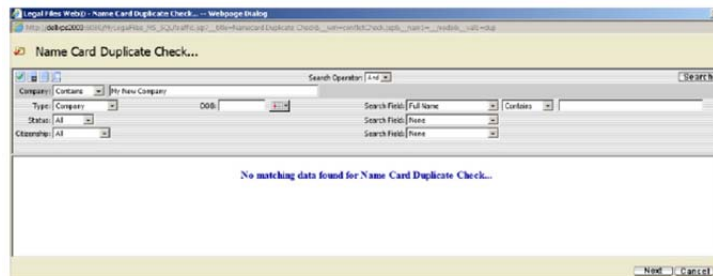 Legal Files Web(t) - Name Card Duplicate Check... -- Webpage Dialog
Name Card Duplicate Check...
Search Operator: And
Search
Company: Contains My New Company
Type: Company DOB: Search Field: Full Name Contains
Status: All Search Field: None
Citizenship: All Search Field: None
No matching data found for Name Card Duplicate Check...
Next Cancel